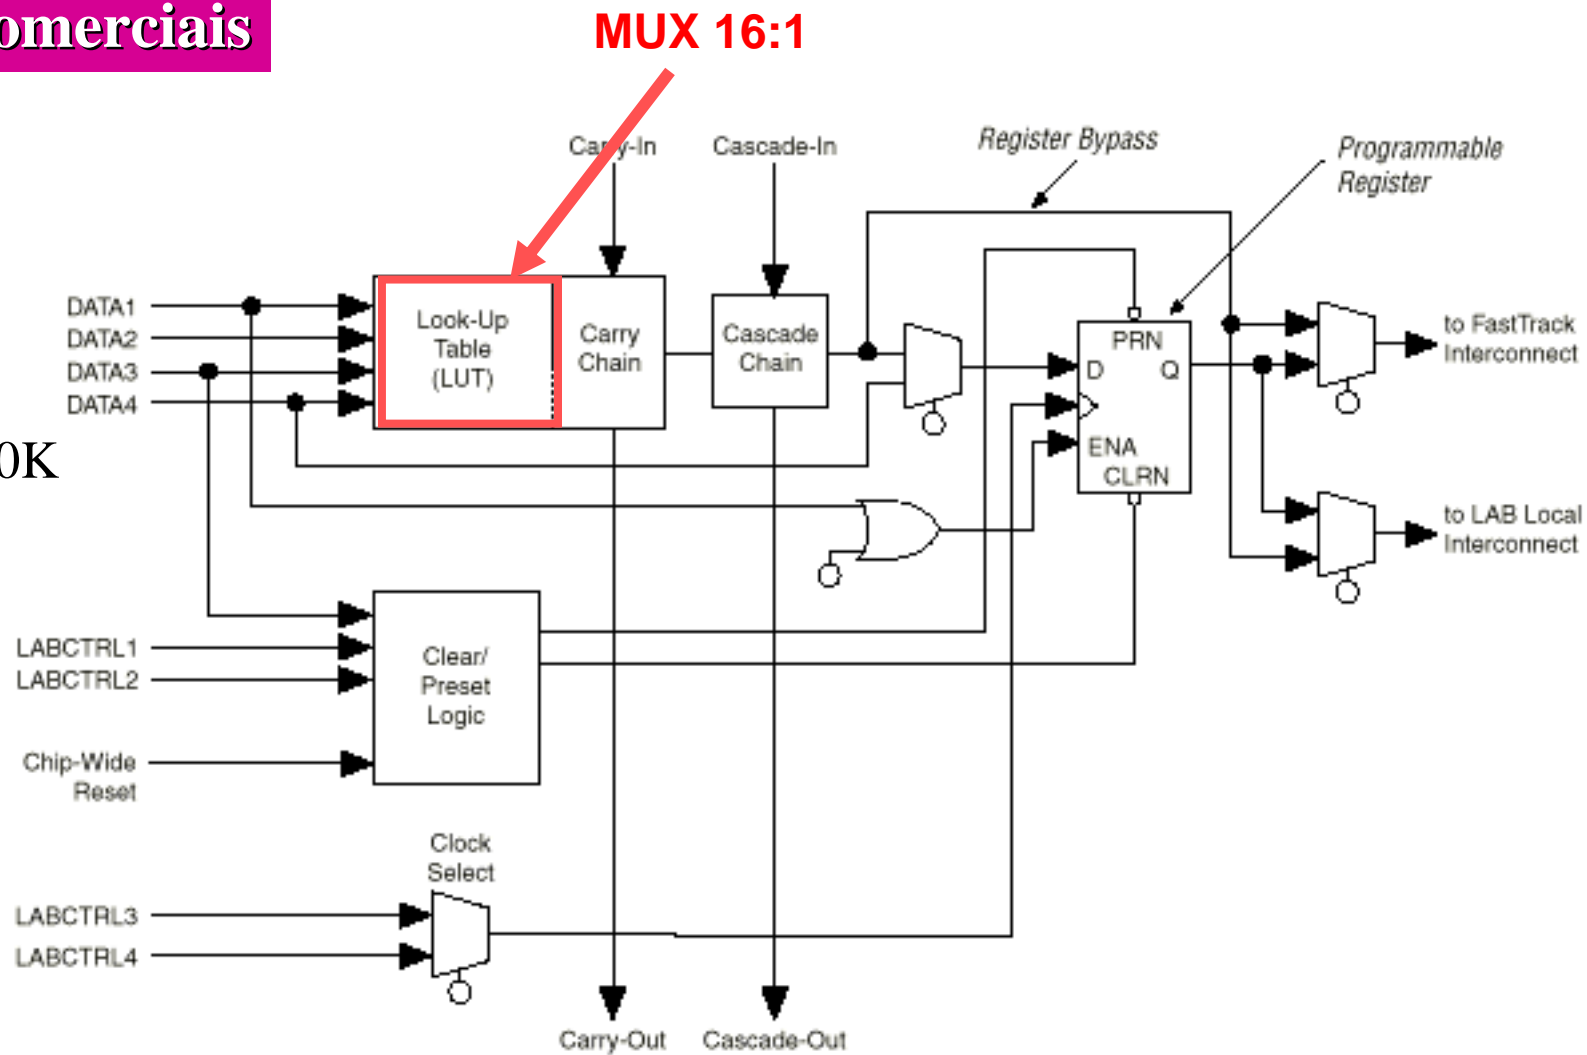 omerciais
MUX 16:1
Carry-In
Cascade-In
Register Bypass
Programmable
Register
DATA1
DATA2
DATA3
DATA4
Look-Up
Table
(LUT)
Carry
Chain
Cascade
Chain
PRN
D
Q
ENA
CLRN
to FastTrack
Interconnect
to LAB Local
Interconnect
0K
LABCTRL1
LABCTRL2
Chip-Wide
Reset
Clear/
Preset
Logic
Clock
Select
LABCTRL3
LABCTRL4
Carry-Out
Cascade-Out